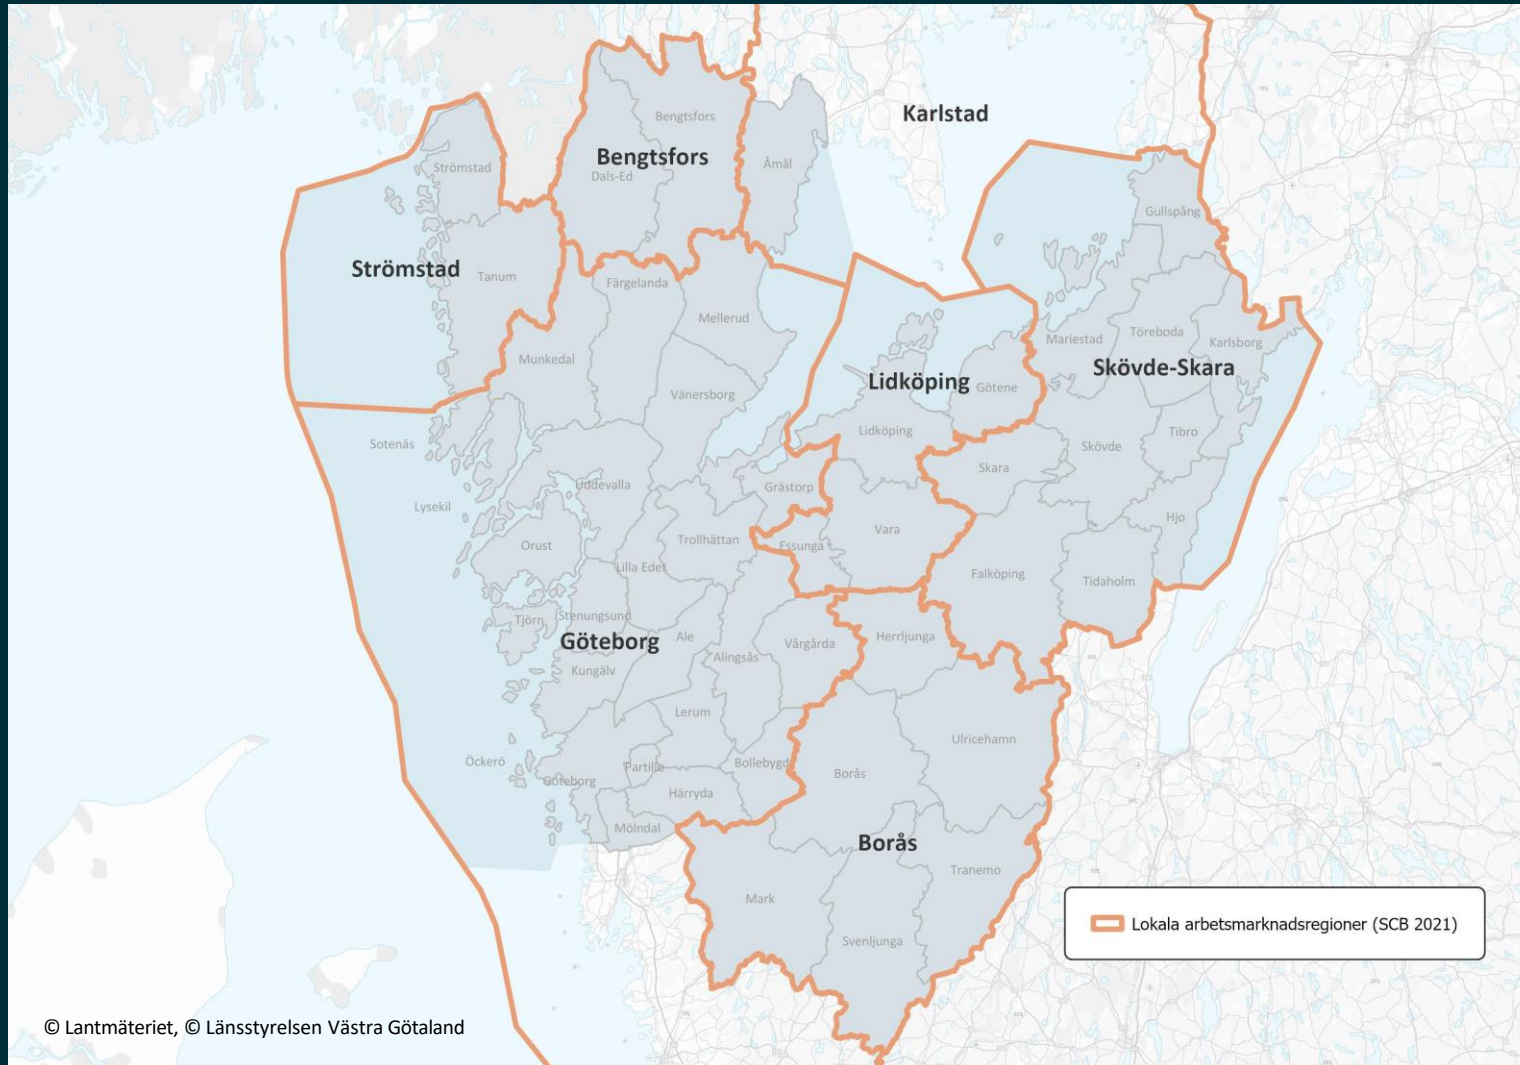 Karlstad
Bengtsfors
Bengtsfors
Dals-Ed
Åmål
Strömstad
Gullspång
Strömstad
Tanum
Färgelanda
Mellerud
Munkedal
Vänersborg
Lidköping
Götene
Lidköping
Mariestad
Töreboda
Karlsborg
Skövde-Skara
Tibro
Skövde
Skara
Hjo
Sotenäs
Lysekil
Uddevalla
Grästorp
Orust
Trollhättan
Essunga
Vara
Lilla Edet
Falköping
Tidaholm
Tjörn
Stenungsund
Göteborg
Kungälv
Ale
Alingsås
Vårgårda
Herrljunga
Lerum
Ulricehamn
Öckerö
Göteborg
Partille
Bollebygd
Borås
Härryda
Mölndal
Borås
Tranemo
Mark
Svenljunga
Lokala arbetsmarknadsregioner (SCB 2021)
© Lantmäteriet, © Länsstyrelsen Västra Götaland